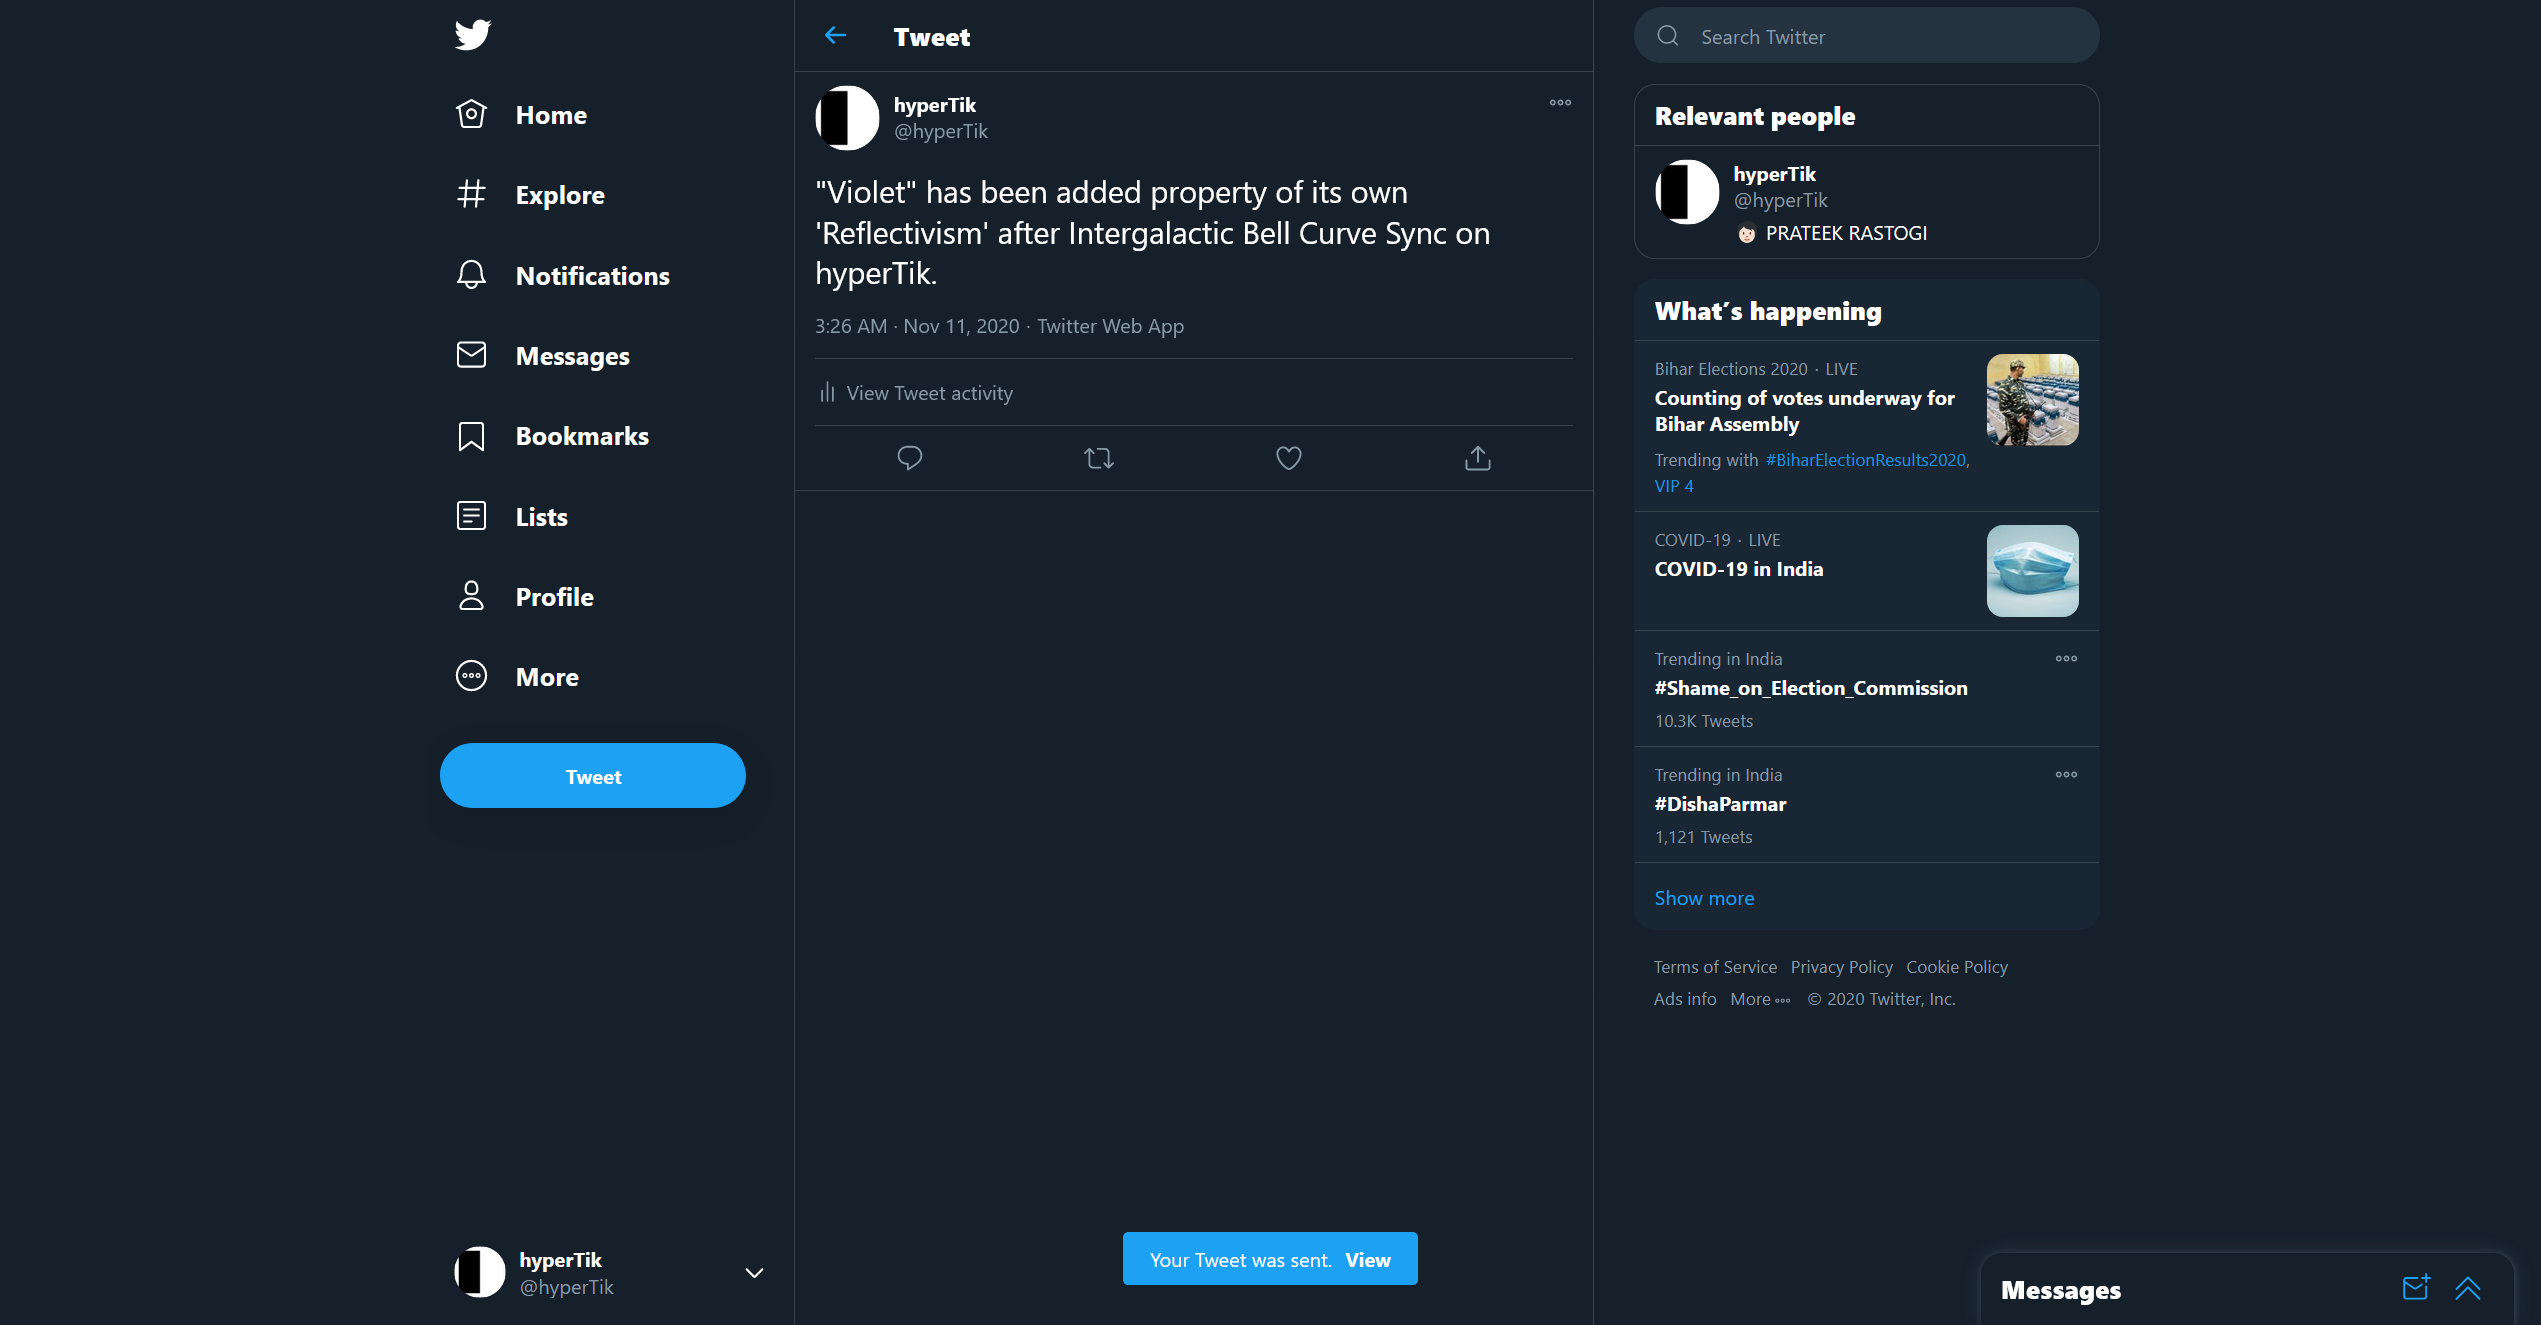 Home
Explore
Notifications
Messages
Bookmarks
Lists
Profile
More
Tweet
hyperTik
@hyperTik
Tweet
hyperTik
@hyperTik
"Violet" has been added property of its own
'Reflectivism' after Intergalactic Bell Curve Sync on
hyperTik.
3:26 AM · Nov 11, 2020 · Twitter Web App
View Tweet activity
Your Tweet was sent. View
Search Twitter
Relevant people
hyperTik
@hyperTik
PRATEEK RASTOGI
What's happening
Bihar Elections 2020 · LIVE
Counting of votes underway for
Bihar Assembly
Trending with #BiharElectionResults2020,
VIP 4
COVID-19 · LIVE
COVID-19 in India
Trending in India
#Shame_on_Election_Commission
10.3K Tweets
Trending in India
#DishaParmar
1,121 Tweets
Show more
Terms of Service Privacy Policy Cookie Policy
Ads info More © 2020 Twitter, Inc.
Messages